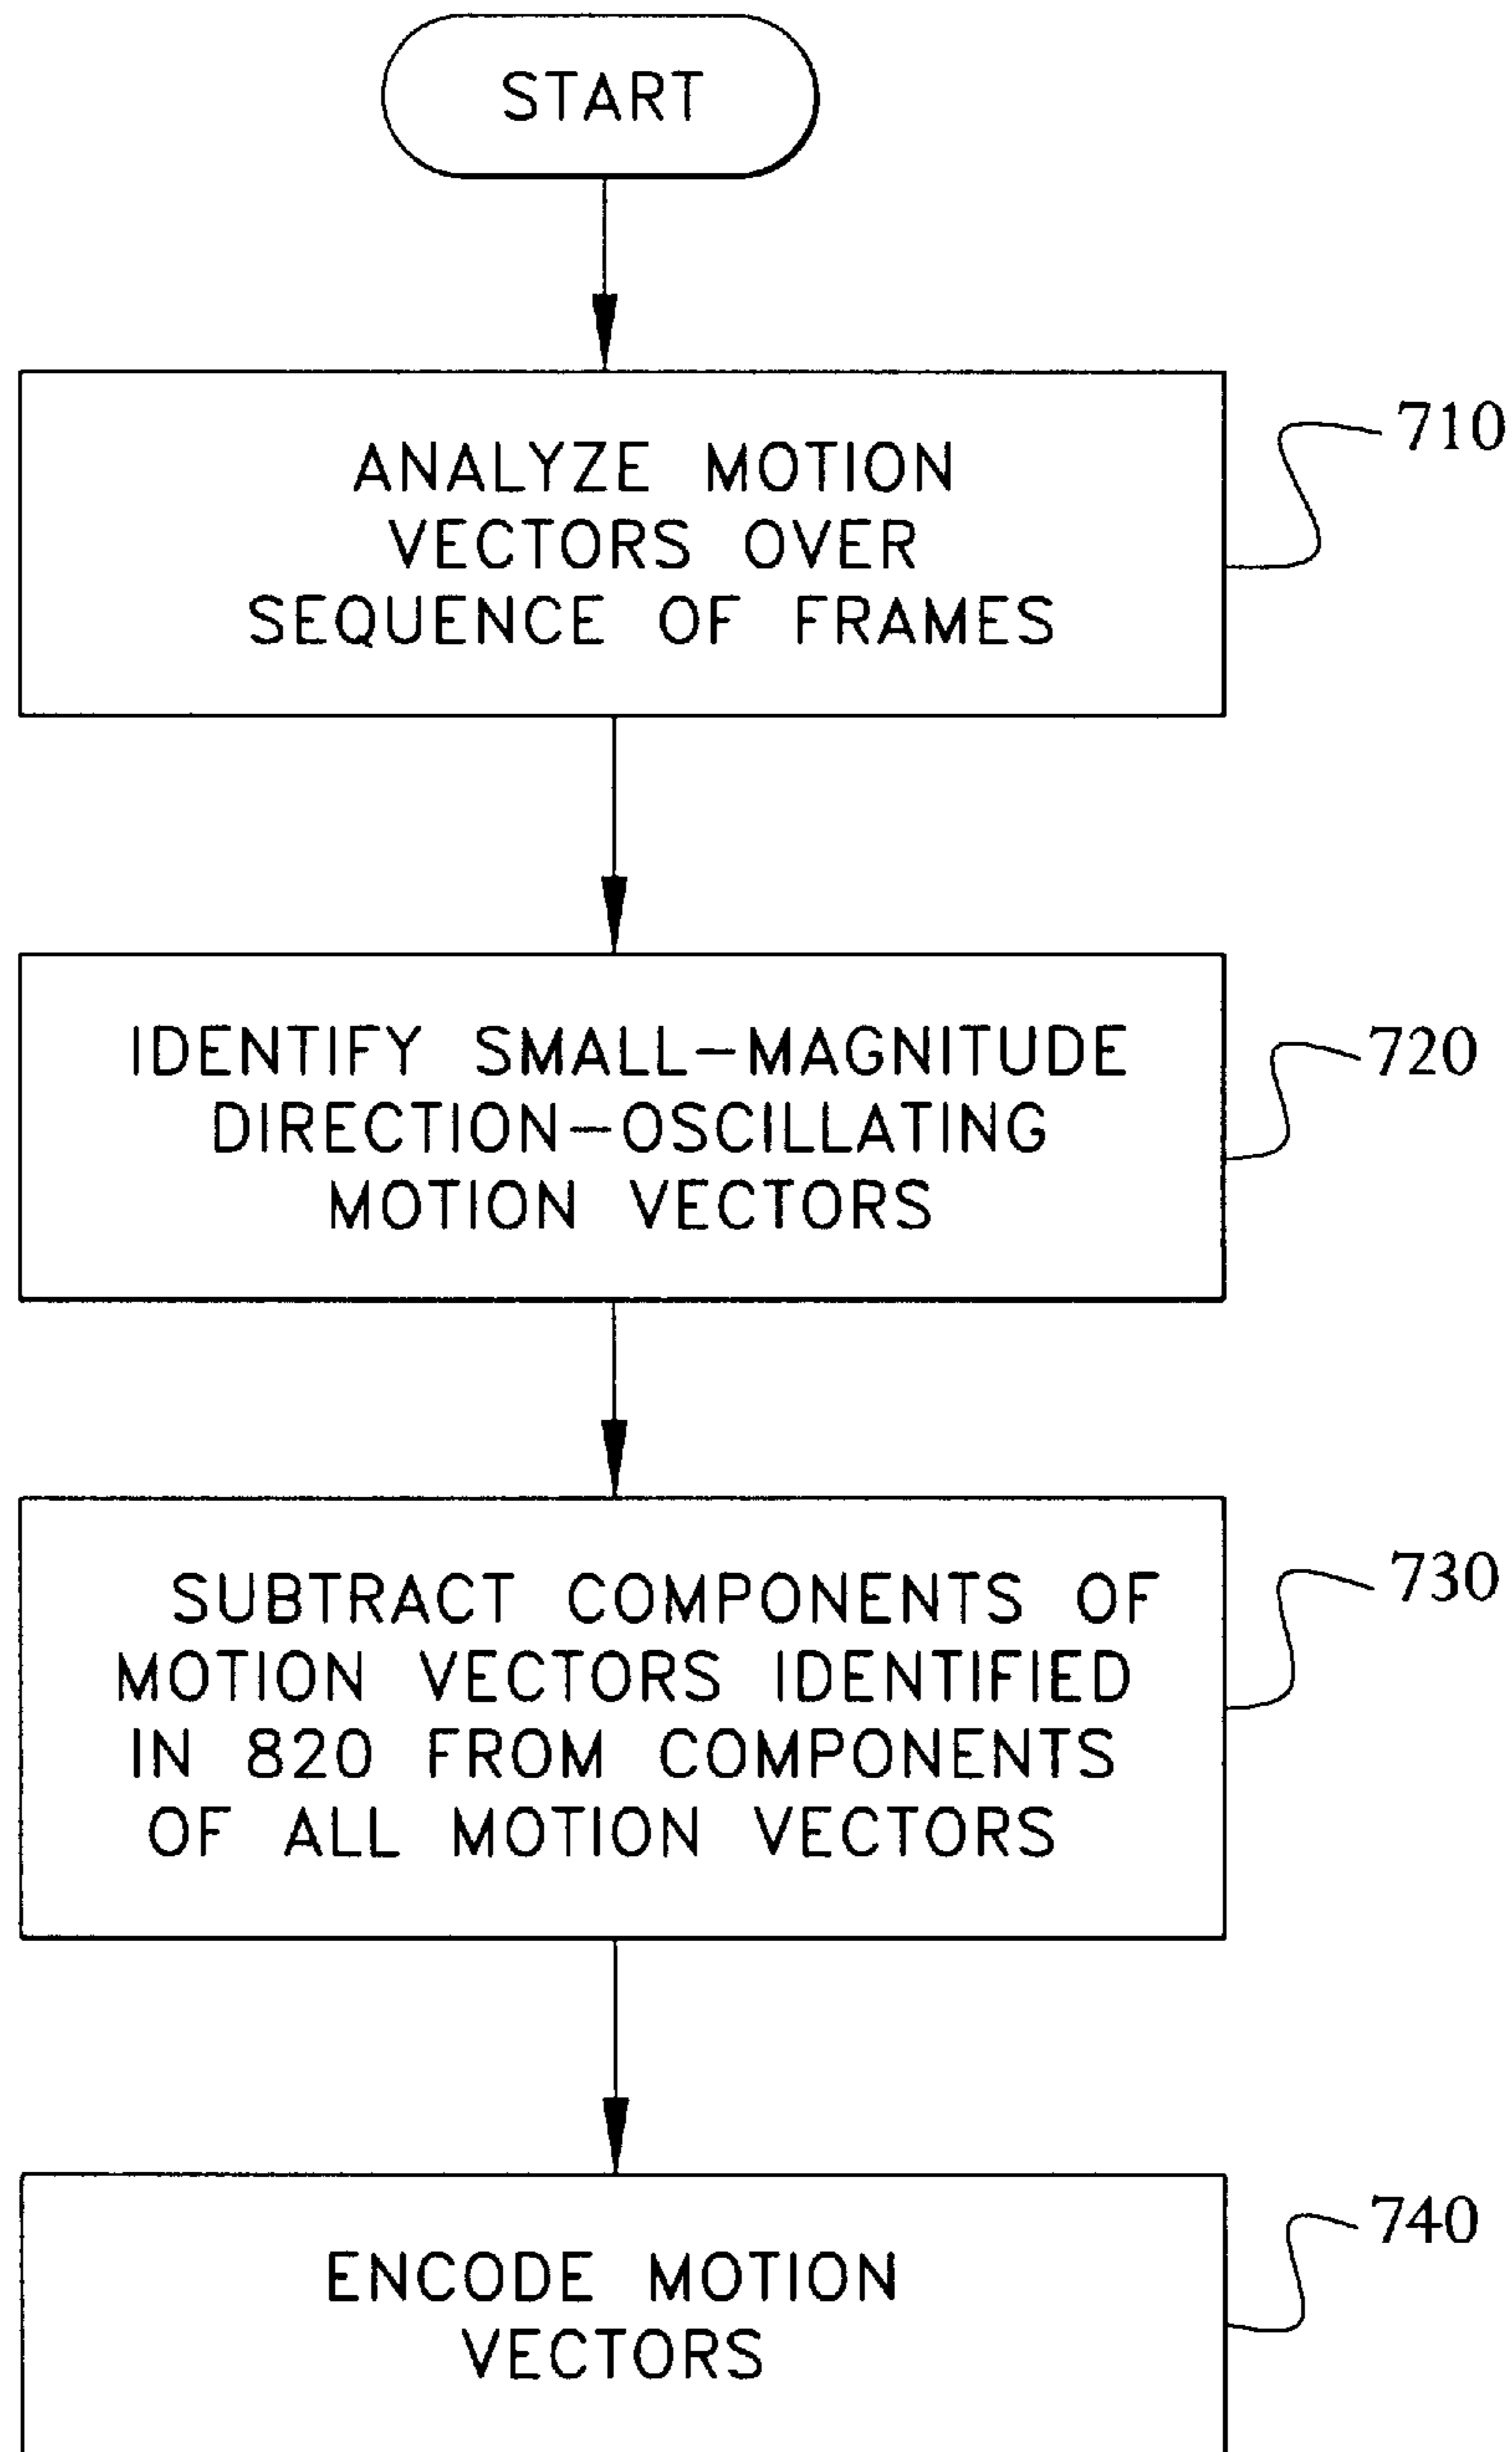 START
ANALYZE MOTION
VECTORS OVER
SEQUENCE OF FRAMES
710
IDENTIFY SMALL-MAGNITUDE
DIRECTION-OSCILLATING
MOTION VECTORS
720
SUBTRACT COMPONENTS OF
MOTION VECTORS IDENTIFIED
IN 820 FROM COMPONENTS
OF ALL MOTION VECTORS
730
ENCODE MOTION
VECTORS
740